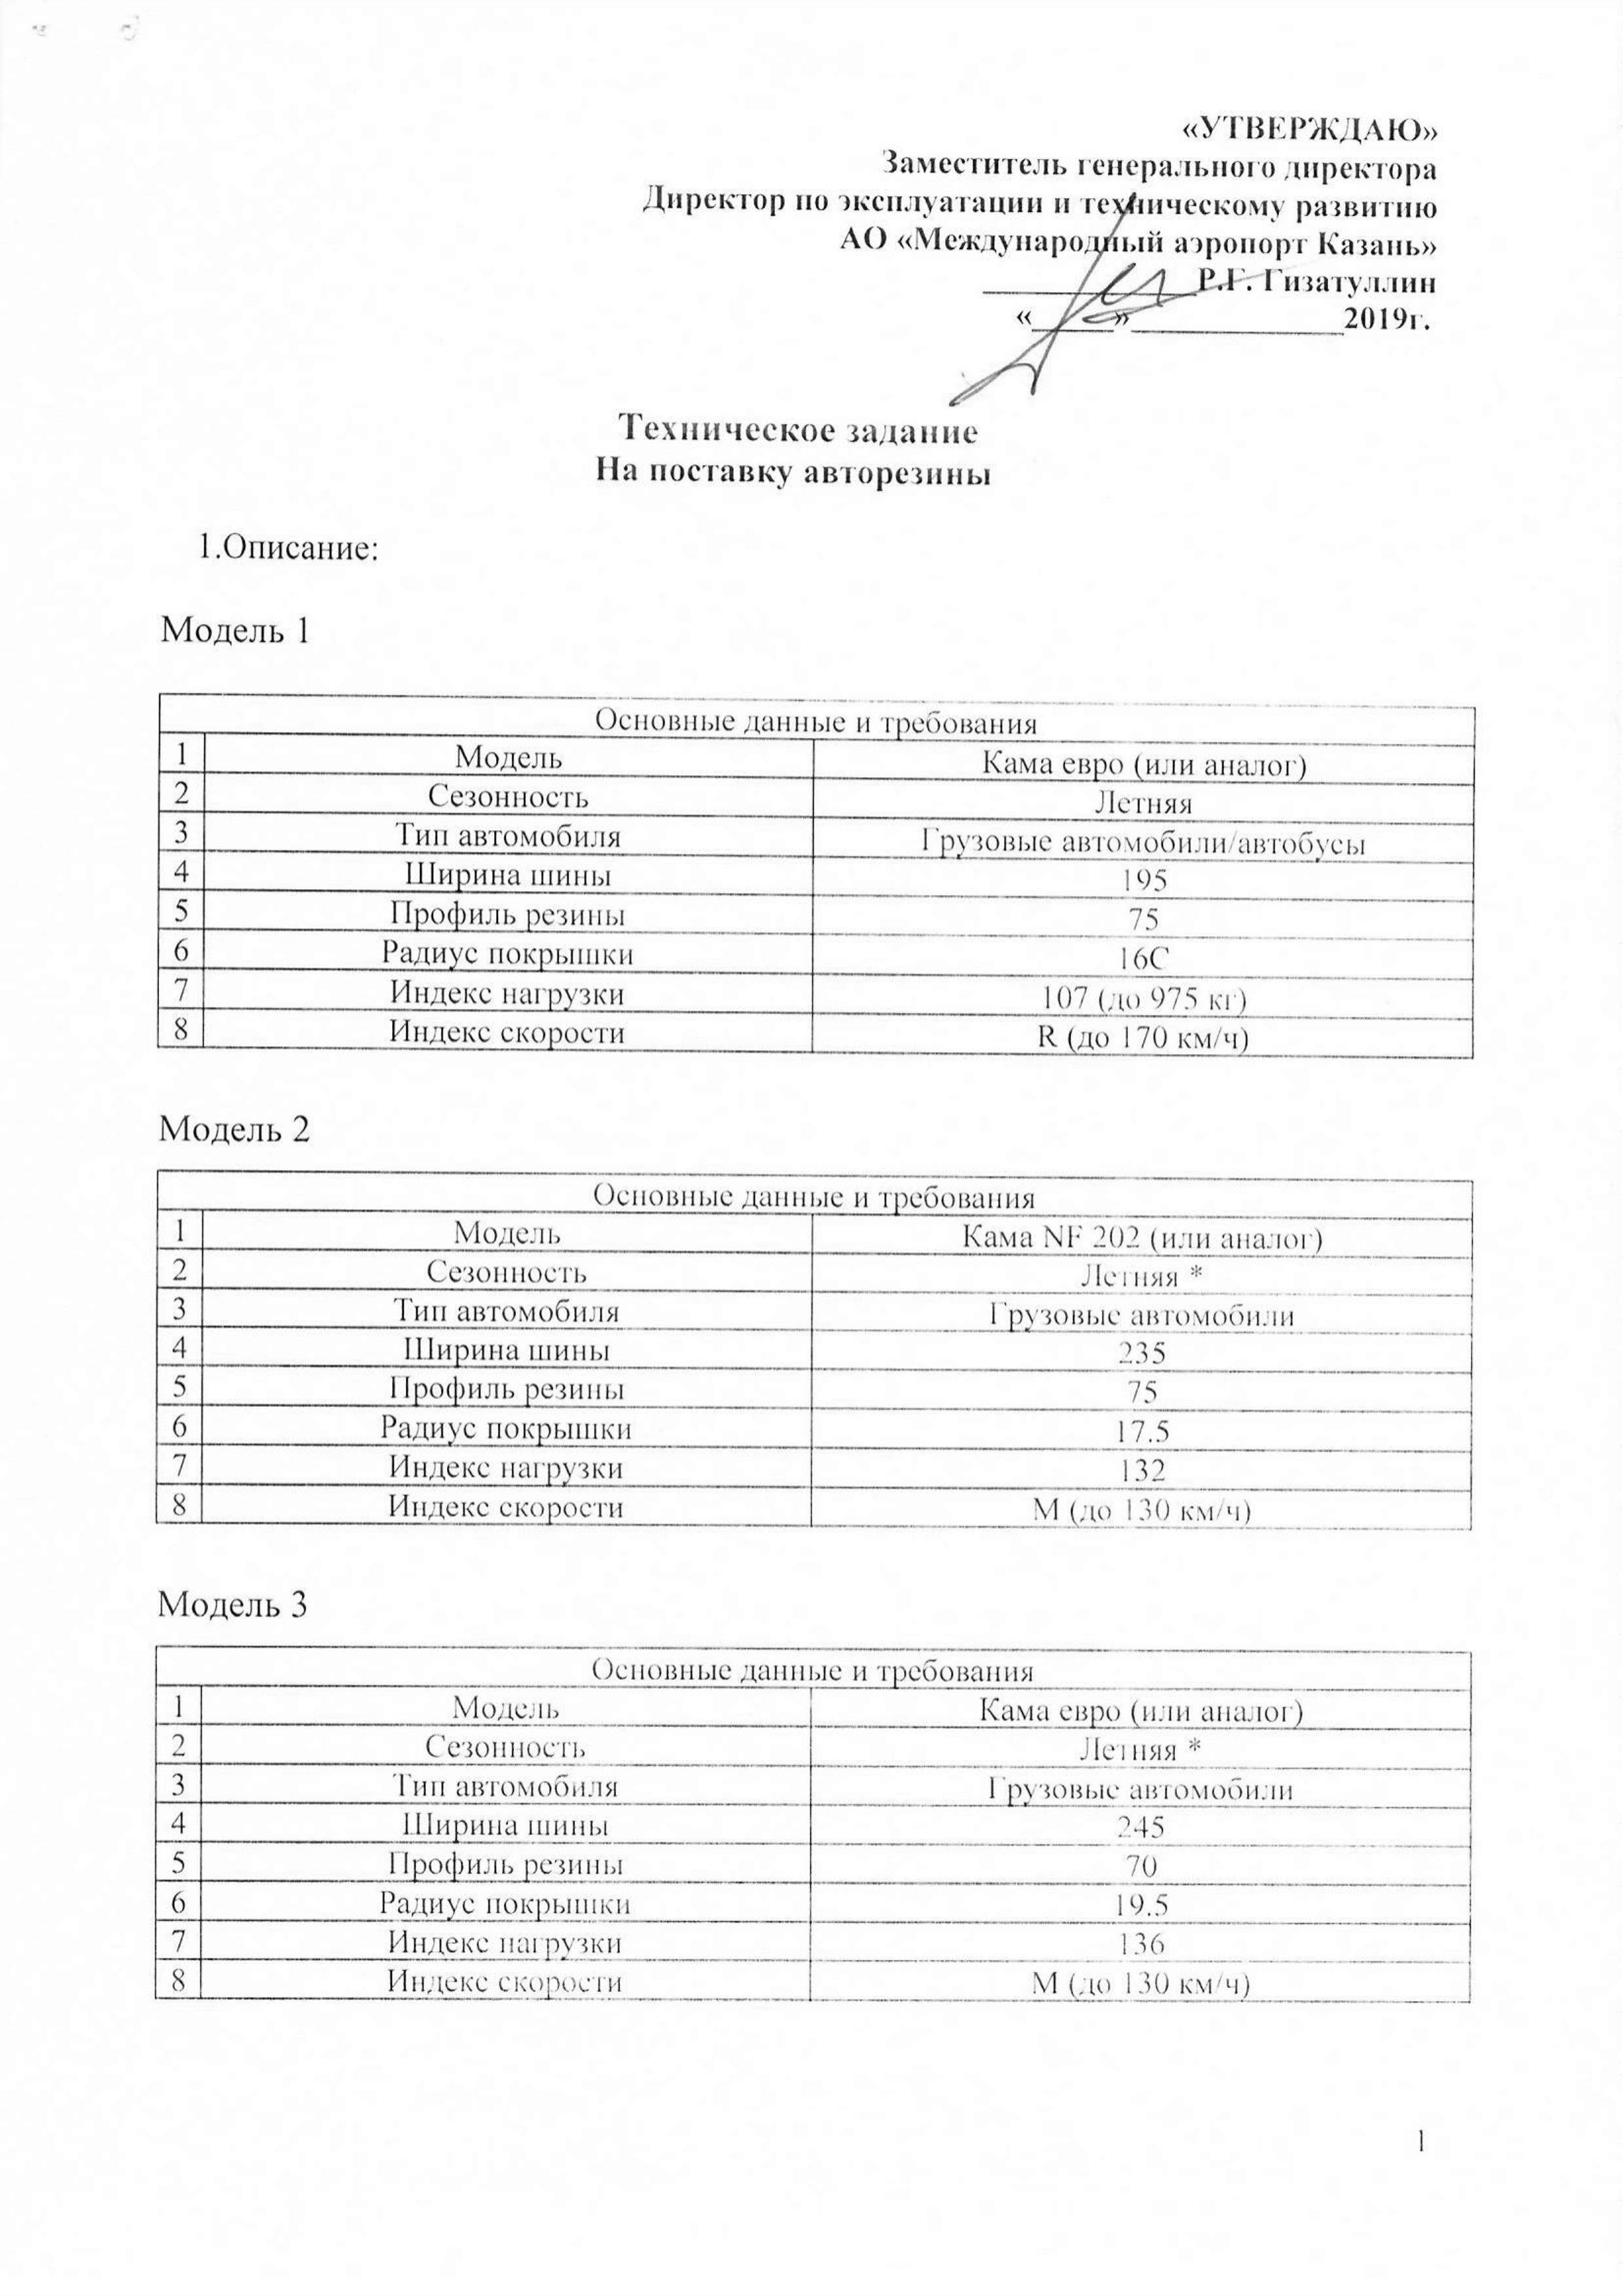 «УТВЕРЖДАЮ»
Заместитель генерального директора
Директор по эксплуатации и техническому развитию
АО «Международный аэропорт Казань»
____________Р.Г. Гизатуллин
«_____»_____________2019г.
Техническое задание
На поставку авторезины
1.Описание:
Модель 1
Основные данные и требования
1 Модель Кама евро (или аналог)
2 Сезонность Летняя
3 Тип автомобиля Грузовые автомобили/автобусы
4 Ширина шины 195
5 Профиль резины 75
6 Радиус покрышки 16С
7 Индекс нагрузки 107 (до 975 кг)
8 Индекс скорости R (до 170 км/ч)
Модель 2
Основные данные и требования
1 Модель Кама NF 202 (или аналог)
2 Сезонность Летняя *
3 Тип автомобиля Грузовые автомобили
4 Ширина шины 235
5 Профиль резины 75
6 Радиус покрышки 17.5
7 Индекс нагрузки 132
8 Индекс скорости М (до 130 км/ч)
Модель 3
Основные данные и требования
1 Модель Кама евро (или аналог)
2 Сезонность Летняя *
3 Тип автомобиля Грузовые автомобили
4 Ширина шины 245
5 Профиль резины 70
6 Радиус покрышки 19.5
7 Индекс нагрузки 136
8 Индекс скорости М (до 130 км/ч)
1